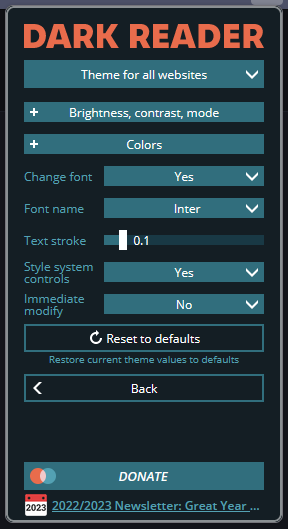 DARK READER
Theme for all websites
+ Brightness, contrast, mode
+ Colors
Change font Yes
Font name Inter
Text stroke 0.1
Style system
controls Yes
Immediate
modify No
Reset to defaults
Restore current theme values to defaults
Back
DONATE
2023 2022/2023 Newsletter: Great Year ...